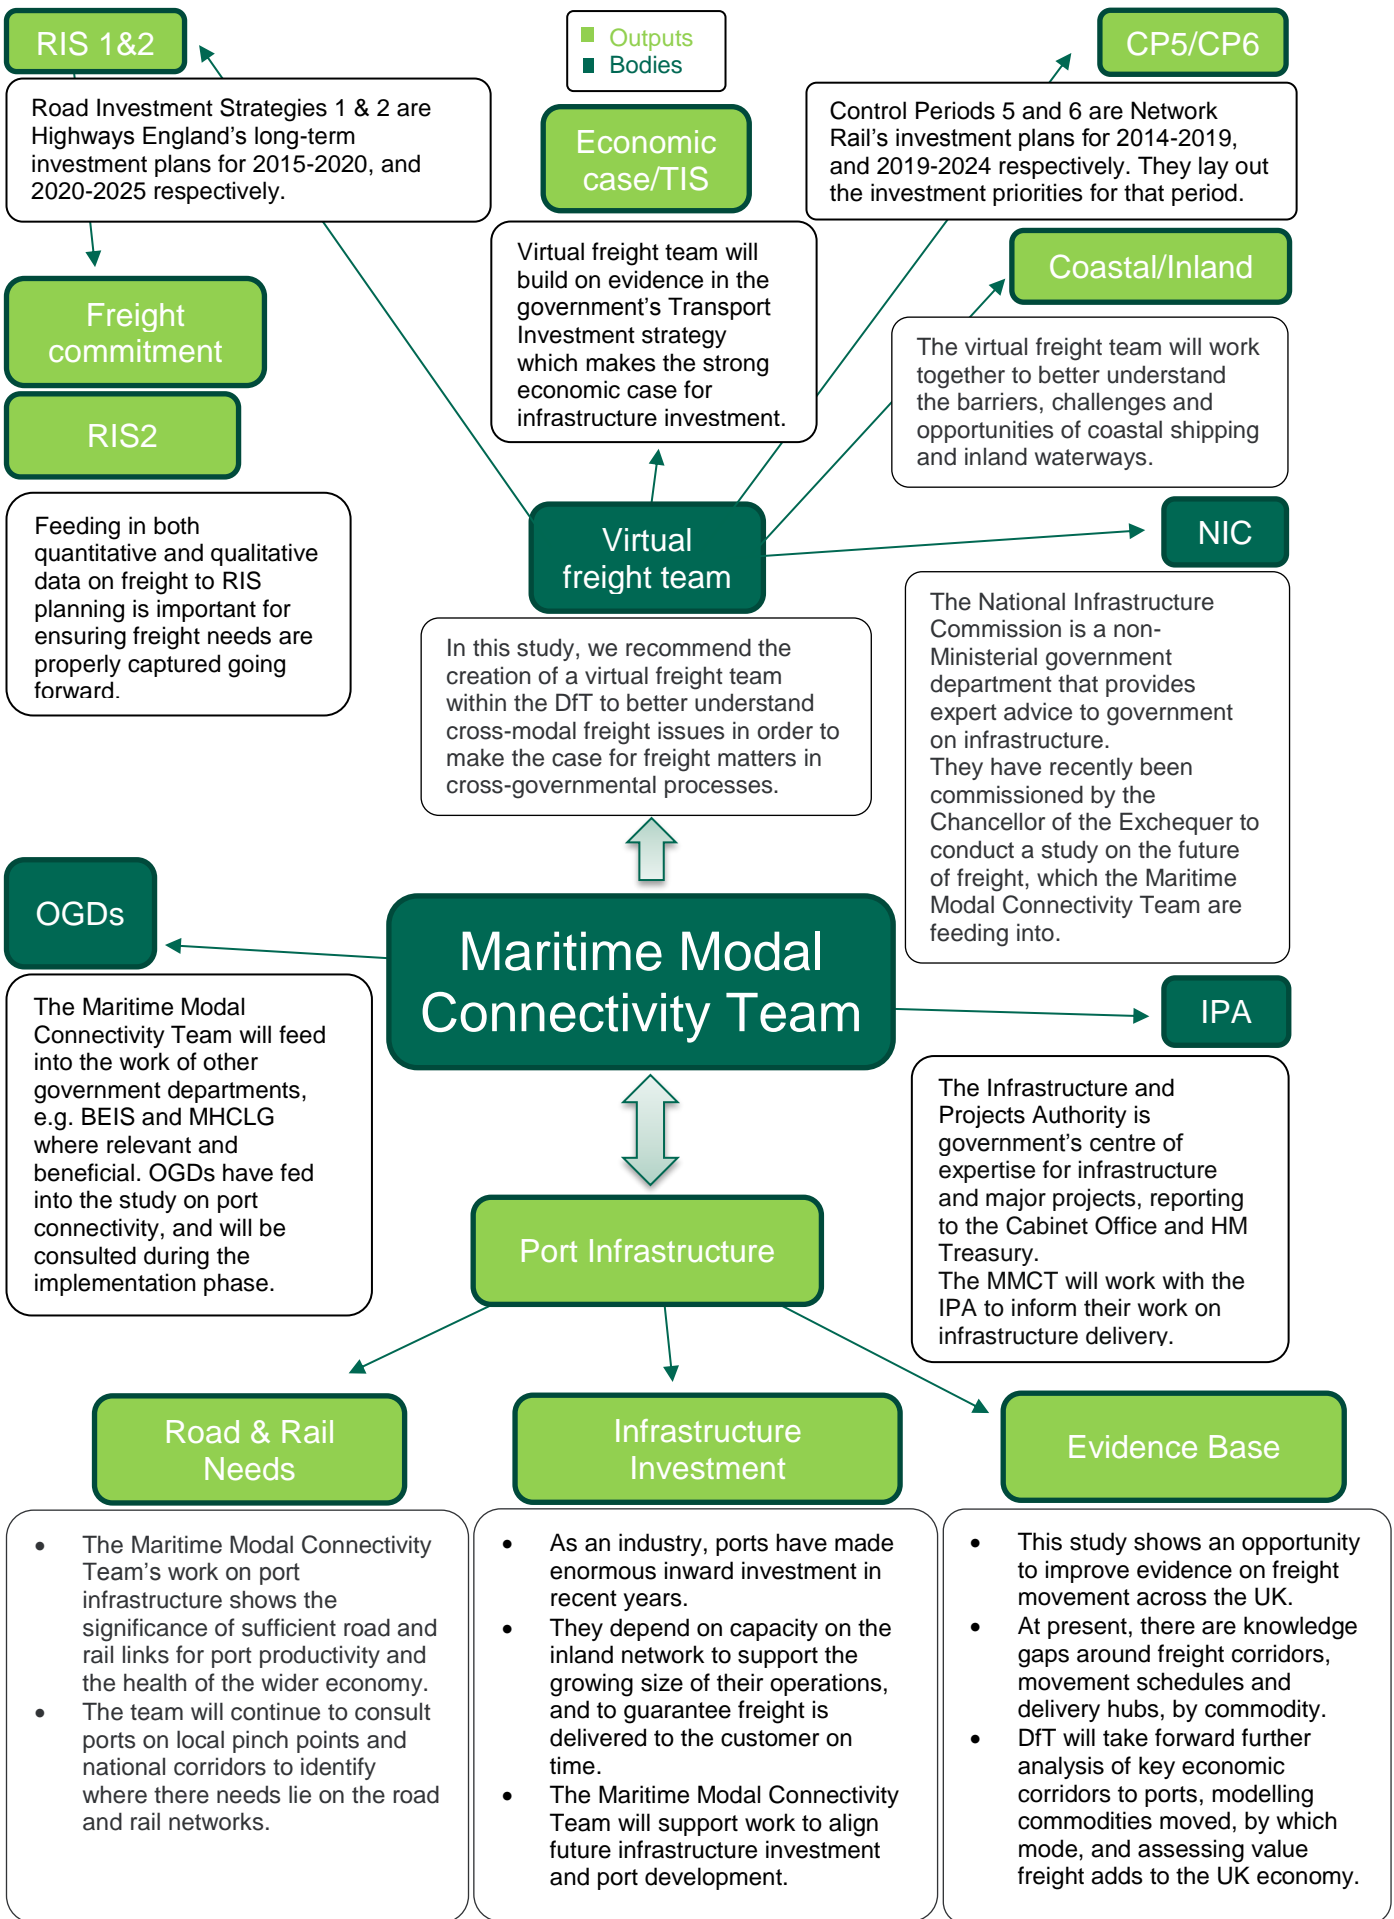 RIS 1&2
Outputs
Bodies
CP5/CP6
Road Investment Strategies 1 & 2 are
Highways England's long-term
investment plans for 2015-2020, and
2020-2025 respectively.
Economic
case/TIS
Control Periods 5 and 6 are Network
Rail's investment plans for 2014-2019,
and 2019-2024 respectively. They lay out
the investment priorities for that period.
Virtual freight team will
build on evidence in the
government's Transport
Investment strategy
which makes the strong
economic case for
infrastructure investment.
Coastal/Inland
The virtual freight team will work
together to better understand
the barriers, challenges and
opportunities of coastal shipping
and inland waterways.
Freight
commitment
RIS2
Feeding in both
quantitative and qualitative
data on freight to RIS
planning is important for
ensuring freight needs are
properly captured going
forward.
Virtual
freight team
In this study, we recommend the
creation of a virtual freight team
within the DfT to better understand
cross-modal freight issues in order to
make the case for freight matters in
cross-governmental processes.
NIC
The National Infrastructure
Commission is a non-
Ministerial government
department that provides
expert advice to government
on infrastructure.
They have recently been
commissioned by the
Chancellor of the Exchequer to
conduct a study on the future
of freight, which the Maritime
Modal Connectivity Team are
feeding into.
OGDs
The Maritime Modal
Connectivity Team will feed
into the work of other
government departments,
e.g. BEIS and MHCLG
where relevant and
beneficial. OGDs have fed
into the study on port
connectivity, and will be
consulted during the
implementation phase.
Maritime Modal
Connectivity Team
IPA
The Infrastructure and
Projects Authority is
government's centre of
expertise for infrastructure
and major projects, reporting
to the Cabinet Office and HM
Treasury.
The MMCT will work with the
IPA to inform their work on
infrastructure delivery.
Port Infrastructure
Road & Rail
Needs
• The Maritime Modal Connectivity
Team's work on port
infrastructure shows the
significance of sufficient road and
rail links for port productivity and
the health of the wider economy.
• The team will continue to consult
ports on local pinch points and
national corridors to identify
where there needs lie on the road
and rail networks.
Infrastructure
Investment
• As an industry, ports have made
enormous inward investment in
recent years.
• They depend on capacity on the
inland network to support the
growing size of their operations,
and to guarantee freight is
delivered to the customer on
time.
• The Maritime Modal Connectivity
Team will support work to align
future infrastructure investment
and port development.
Evidence Base
• This study shows an opportunity
to improve evidence on freight
movement across the UK.
• At present, there are knowledge
gaps around freight corridors,
movement schedules and
delivery hubs, by commodity.
• DfT will take forward further
analysis of key economic
corridors to ports, modelling
commodities moved, by which
mode, and assessing value
freight adds to the UK economy.